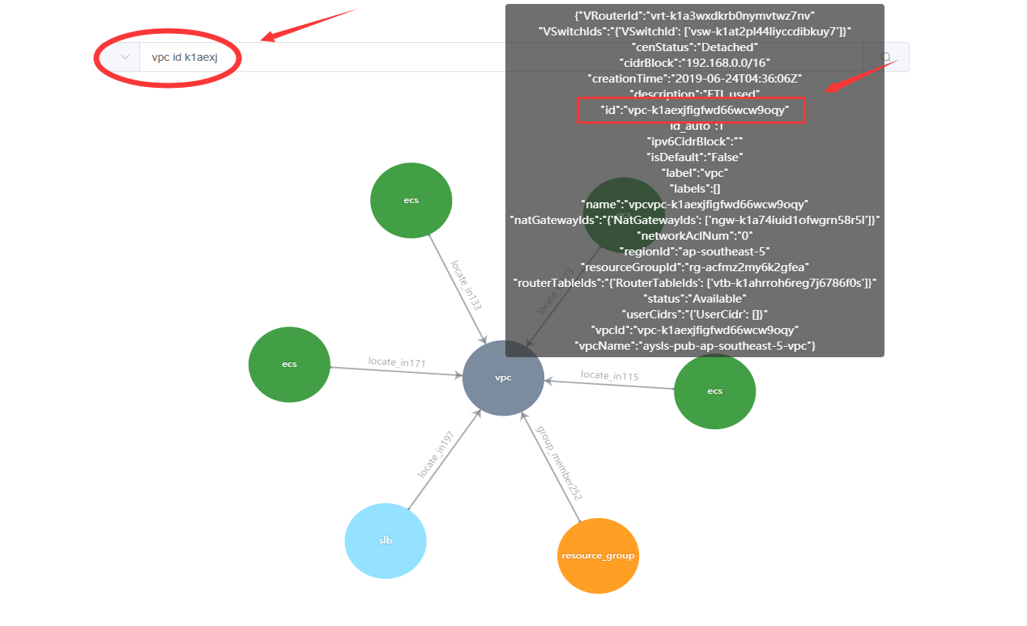 vpc id k1aexj
{"VRouterId":"vrt-k1a3wxdkrb0nymvtwz7nv"
"VSwitchIds":"{'VSwitchId': ['vsw-k1at2pl44liyccdibkuy7']}"
"cenStatus":"Detached"
"cidrBlock":"192.168.0.0/16"
"creationTime":"2019-06-24T04:36:06Z"
"description":"ETL used"
"id":"vpc-k1aexjfigfwd66wcw9oqy"
"id_auto":1
"ipv6CidrBlock":""
"isDefault":"False"
"label":"vpc"
"labels":[]
"name":"vpcvpc-k1aexjfigfwd66wcw9oqy"
"natGatewayIds":"{'NatGatewayIds': ['ngw-k1a74iuid1ofwgrn58r5l']}"
"networkAclNum":"0"
"regionId":"ap-southeast-5"
"resourceGroupId":"rg-acfmz2my6k2gfea"
"routerTableIds":"{'RouterTableIds': ['vtb-k1ahrroh6reg7j6786f0s']}"
"status":"Available"
"userCidrs":"{'UserCidr': []}"
"vpcId":"vpc-k1aexjfigfwd66wcw9oqy"
"vpcName":"aysls-pub-ap-southeast-5-vpc"}
ecs
locate_in133
ecs
locate_in171
vpc
locate_in115
ecs
locate_in197
group_member252
slb
resource_group